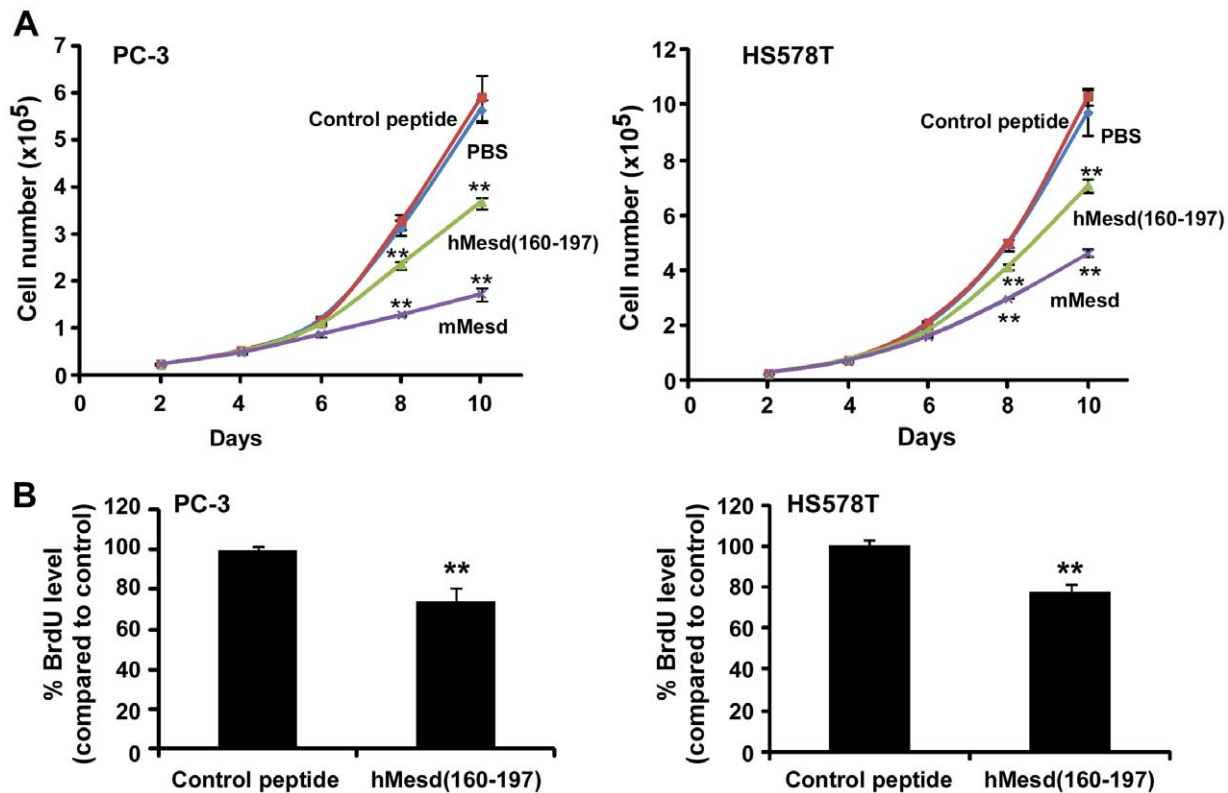 A
PC-3
Cell number (x10⁵)
7
6
5
4
3
2
1
0
Control peptide
PBS
**
hMesd(160-197)
**
**
**
mMesd
0
2
4
6
8
10
Days
HS578T
Cell number (x10⁵)
12
10
8
6
4
2
0
Control peptide
PBS
**
hMesd(160-197)
**
**
mMesd
**
0
2
4
6
8
10
Days
B
PC-3
% BrdU level
(compared to control)
120
100
80
60
40
20
0
**
Control peptide
hMesd(160-197)
HS578T
% BrdU level
(compared to control)
120
100
80
60
40
20
0
**
Control peptide
hMesd(160-197)